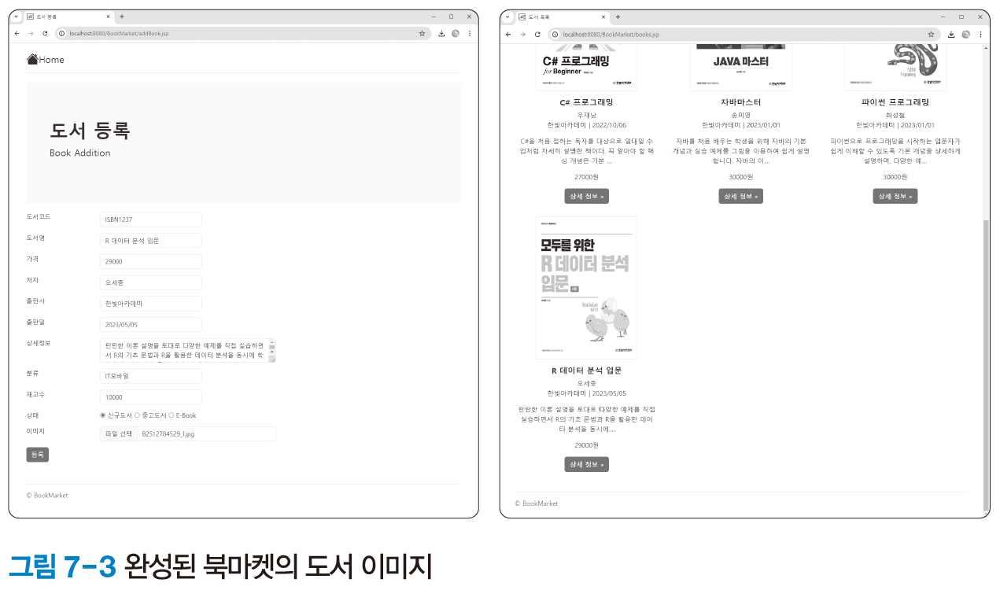 도서 등록
localhost:8080/BookMarket/addBook.jsp
Home
도서 등록
Book Addition
도서코드 ISBN1237
도서명 R 데이터 분석 입문
가격 29000
저자 오세종
출판사 한빛아카데미
출판일 2023/05/05
상세정보 탄탄한 이론 설명을 토대로 다양한 예제를 직접 실습하면
서 R의 기초 문법과 R을 활용한 데이터 분석을 동시에 학
분류 IT모바일
재고수 10000
상태 신규도서 중고도서 E-Book
이미지 파일 선택 B2512784529_l.jpg
등록
© BookMarket
도서 목록
localhost:8080/BookMarket/books.jsp
C# 프로그래밍
for Beginner
JAVA 마스터
Python
Programming
C# 프로그래밍
우재남
한빛아카데미 | 2022/10/06
C#을 처음 접하는 독자를 대상으로 일대일 수
업처럼 자세히 설명한 책이다. 꼭 알아야 할 핵
심 개념은 기본 ...
27000원
상세 정보 »
자바마스터
송미영
한빛아카데미 | 2023/01/01
자바를 처음 배우는 학생을 위해 자바의 기본
개념과 실습 예제를 그림을 이용하여 쉽게 설명
합니다. 자바의 이....
30000원
상세 정보 »
파이썬 프로그래밍
최성철
한빛아카데미 | 2023/01/01
파이썬으로 프로그래밍을 시작하는 입문자가
쉽게 이해할 수 있도록 기본 개념을 상세하게
설명하며, 다양한 예....
30000원
상세 정보 »
모두를 위한
R 데이터 분석
입문
R 데이터 분석 입문
오세종
한빛아카데미 | 2023/05/05
탄탄한 이론 설명을 토대로 다양한 예제를 직접
실습하면서 R의 기초 문법과 R을 활용한 데이
터 분석을 동시에....
29000원
상세 정보 »
© BookMarket
그림 7-3 완성된 북마켓의 도서 이미지